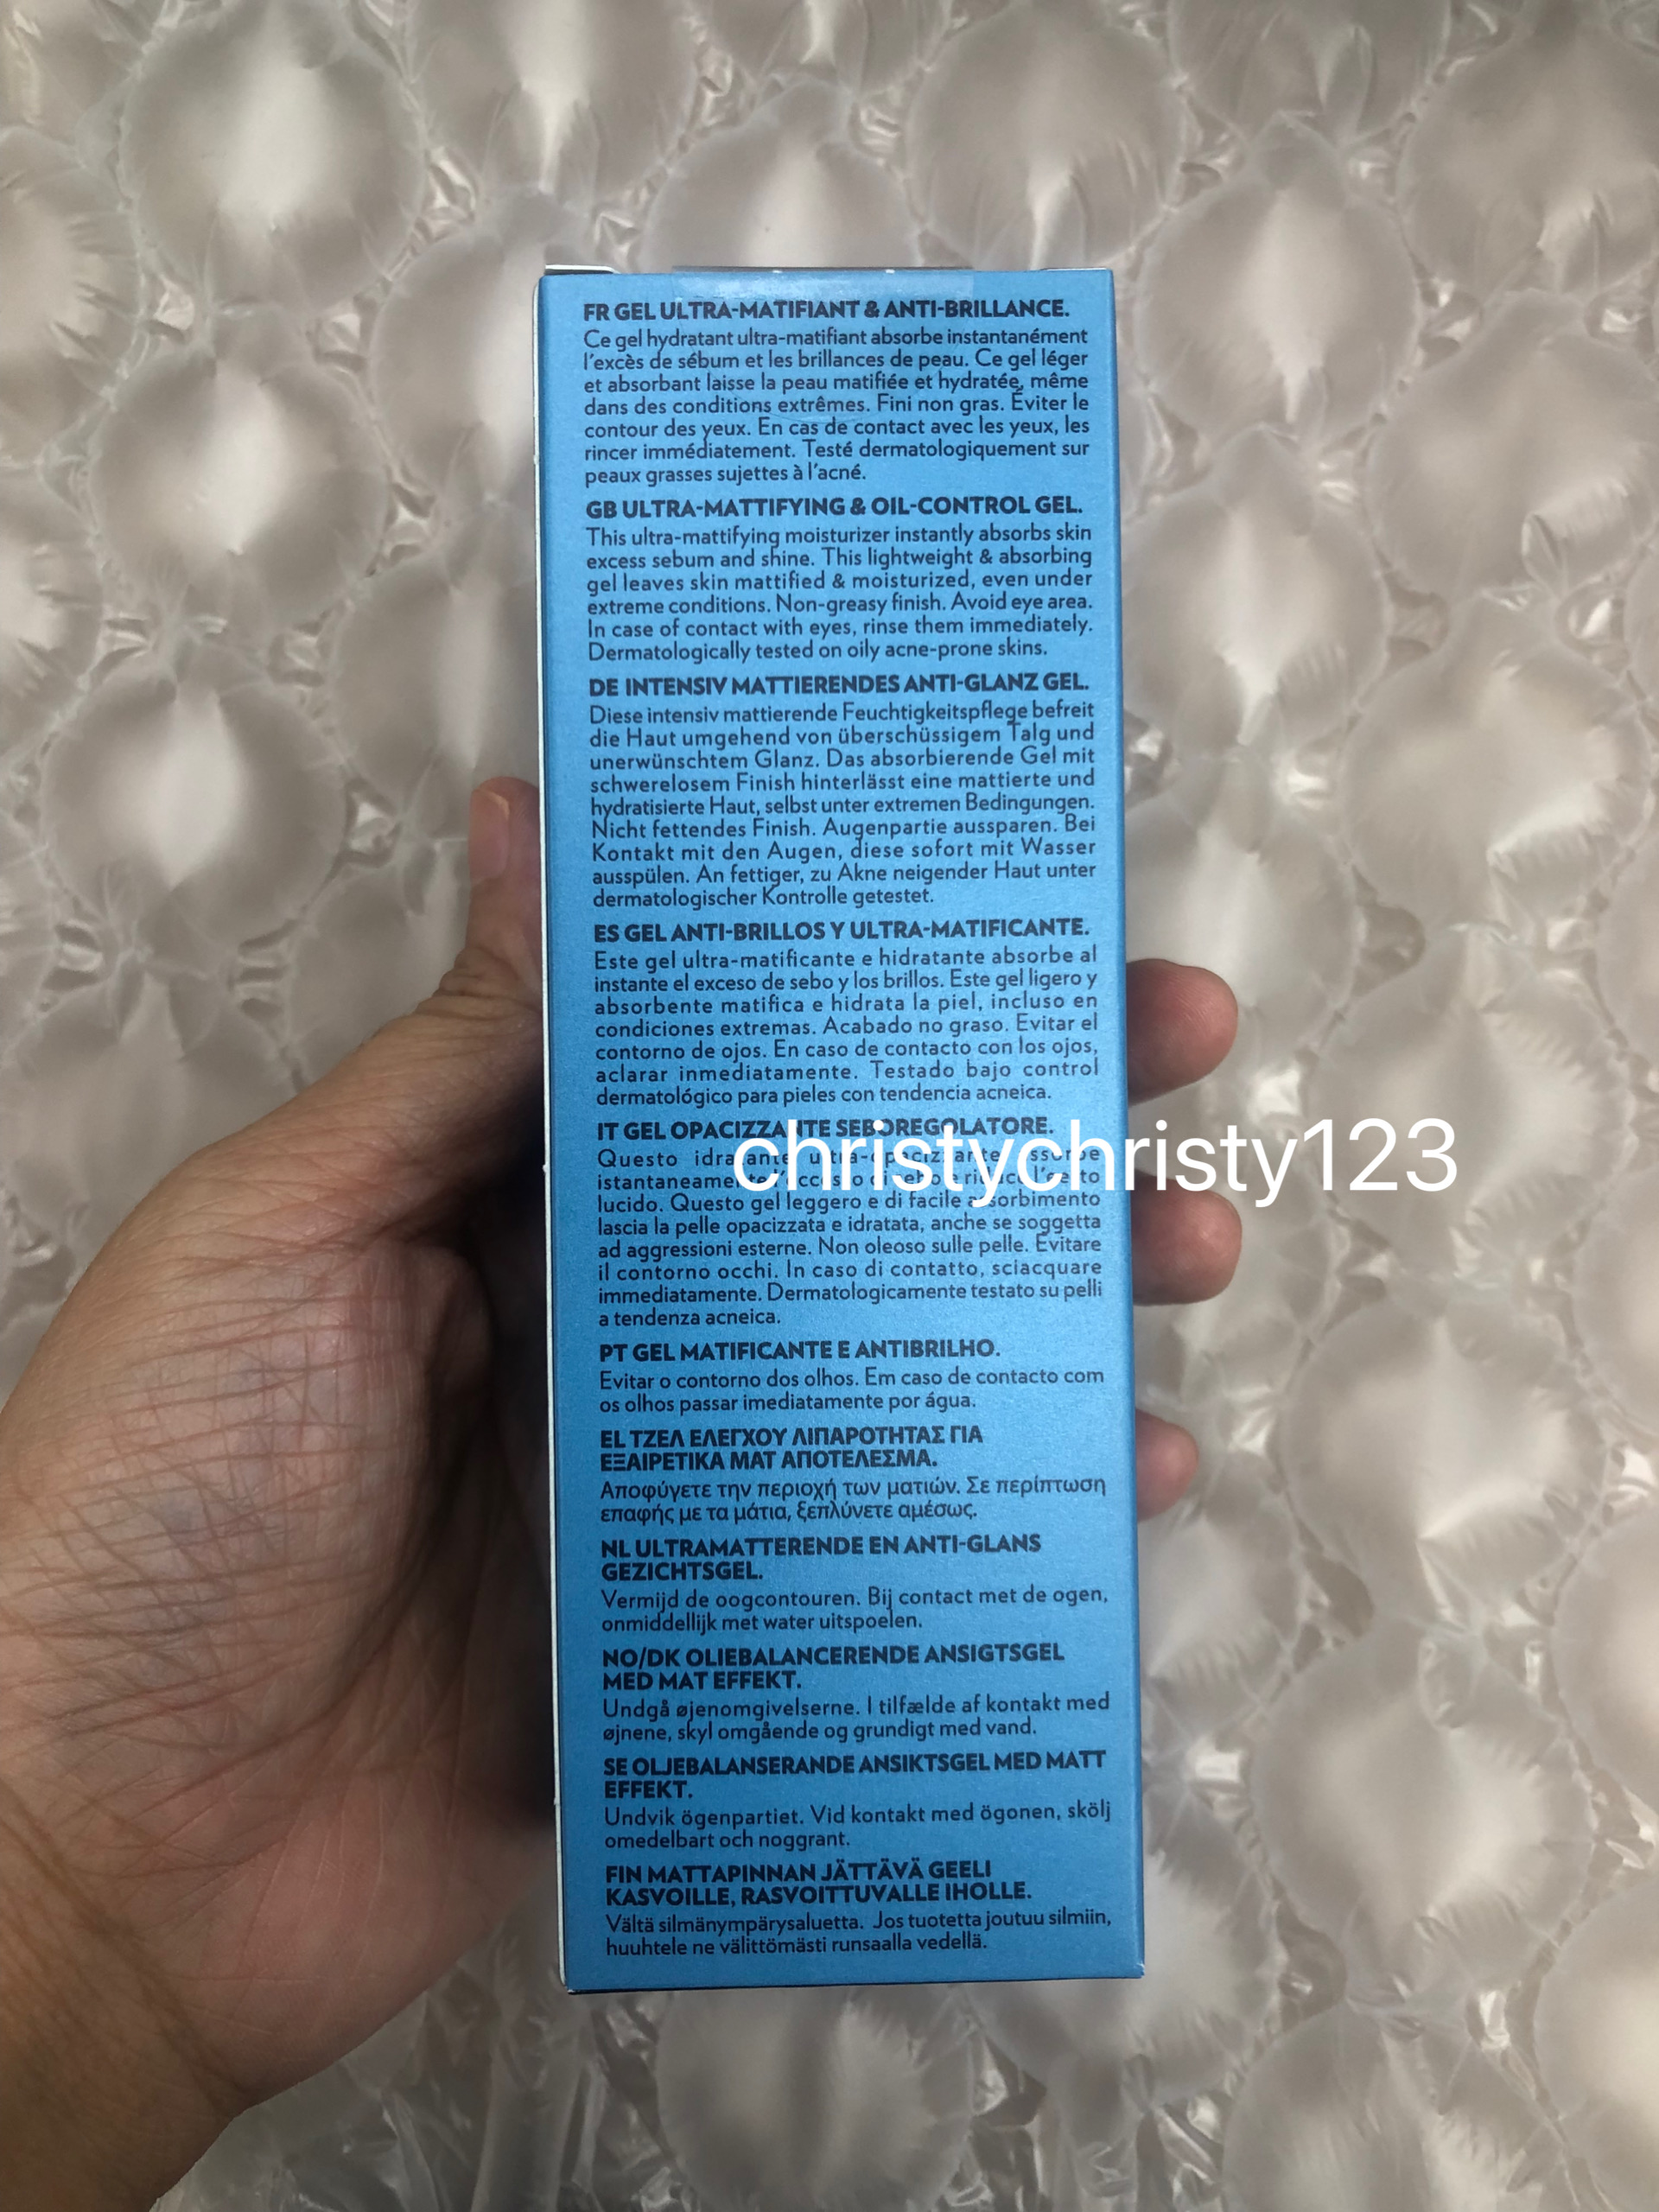 FR GEL ULTRA-MATIFIANT & ANTI-BRILLANCE.
Ce gel hydratant ultra-matifiant absorbe instantanément
l'excès de sébum et les brillances de peau. Ce gel léger
et absorbant laisse la peau matifiée et hydratée, même
dans des conditions extrêmes. Fini non gras. Éviter le
contour des yeux. En cas de contact avec les yeux, les
rincer immédiatement. Testé dermatologiquement sur
peaux grasses sujettes à l'acné.
GB ULTRA-MATTIFYING & OIL-CONTROL GEL.
This ultra-mattifying moisturizer instantly absorbs skin
excess sebum and shine. This lightweight & absorbing
gel leaves skin mattified & moisturized, even under
extreme conditions. Non-greasy finish. Avoid eye area.
In case of contact with eyes, rinse them immediately.
Dermatologically tested on oily acne-prone skins.
DE INTENSIV MATTIERENDES ANTI-GLANZ GEL.
Diese intensiv mattierende Feuchtigkeitspflege befreit
die Haut umgehend von überschüssigem Talg und
unerwünschtem Glanz. Das absorbierende Gel mit
schwerelosem Finish hinterlässt eine mattierte und
hydratisierte Haut, selbst unter extremen Bedingungen.
Nicht fettendes Finish. Augenpartie aussparen. Bei
Kontakt mit den Augen, diese sofort mit Wasser
ausspülen. An fettiger, zu Akne neigender Haut unter
dermatologischer Kontrolle getestet.
ES GEL ANTI-BRILLOS Y ULTRA-MATIFICANTE.
Este gel ultra-matificante e hidratante absorbe al
instante el exceso de sebo y los brillos. Este gel ligero y
absorbente matifica e hidrata la piel, incluso en
condiciones extremas. Acabado no graso. Evitar el
contorno de ojos. En caso de contacto con los ojos,
aclarar inmediatamente. Testado bajo control
dermatológico para pieles con tendencia acneica.
IT GEL OPACIZZANTE SEBOREGOLATORE.
christychristy123
Questo idratante ultra-opacizzante assorbe
istantaneamente l'eccesso di sebo e
lucido. Questo gel leggero e di facile assorbimento
lascia la pelle opacizzata e idratata, anche se soggetta
ad aggressioni esterne. Non oleoso sulle pelle. Evitare
il contorno occhi. In caso di contatto, sciacquare
immediatamente. Dermatologicamente testato su pelli
a tendenza acneica.
PT GEL MATIFICANTE E ANTIBRILHO.
Evitar o contorno dos olhos. Em caso de contacto com
os olhos passar imediatamente por água.
EL ΤΖΕΛ ΕΛΕΓΧΟΥ ΛΙΠΑΡΟΤΗΤΑΣ ΓΙΑ
ΕΞΑΙΡΕΤΙΚΑ ΜΑΤ ΑΠΟΤΕΛΕΣΜΑ.
Αποφύγετε την περιοχή των ματιών. Σε περίπτωση
επαφής με τα μάτια, ξεπλύνετε αμέσως.
NL ULTRAMATTERENDE EN ANTI-GLANS
GEZICHTSGEL.
Vermijd de oogcontouren. Bij contact met de ogen,
onmiddellijk met water uitspoelen.
NO/DK OLIEBALANCERENDE ANSIGTSGEL
MED MAT EFFEKT.
Undgå øjenomgivelserne. I tilfælde af kontakt med
øjnene, skyl omgående og grundigt med vand.
SE OLJEBALANSERANDE ANSIKTSGEL MED MATT
EFFEKT.
Undvik ögenpartiet. Vid kontakt med ögonen, skölj
omedelbart och noggrant.
FIN MATTAPINNAN JÄTTÄVÄ GEELI
KASVOILLE, RASVOITTUVALLE IHOLLE.
Vältä silmänympärysaluetta. Jos tuotetta joutuu silmiin,
huuhtele ne välittömästi runsaalla vedellä.